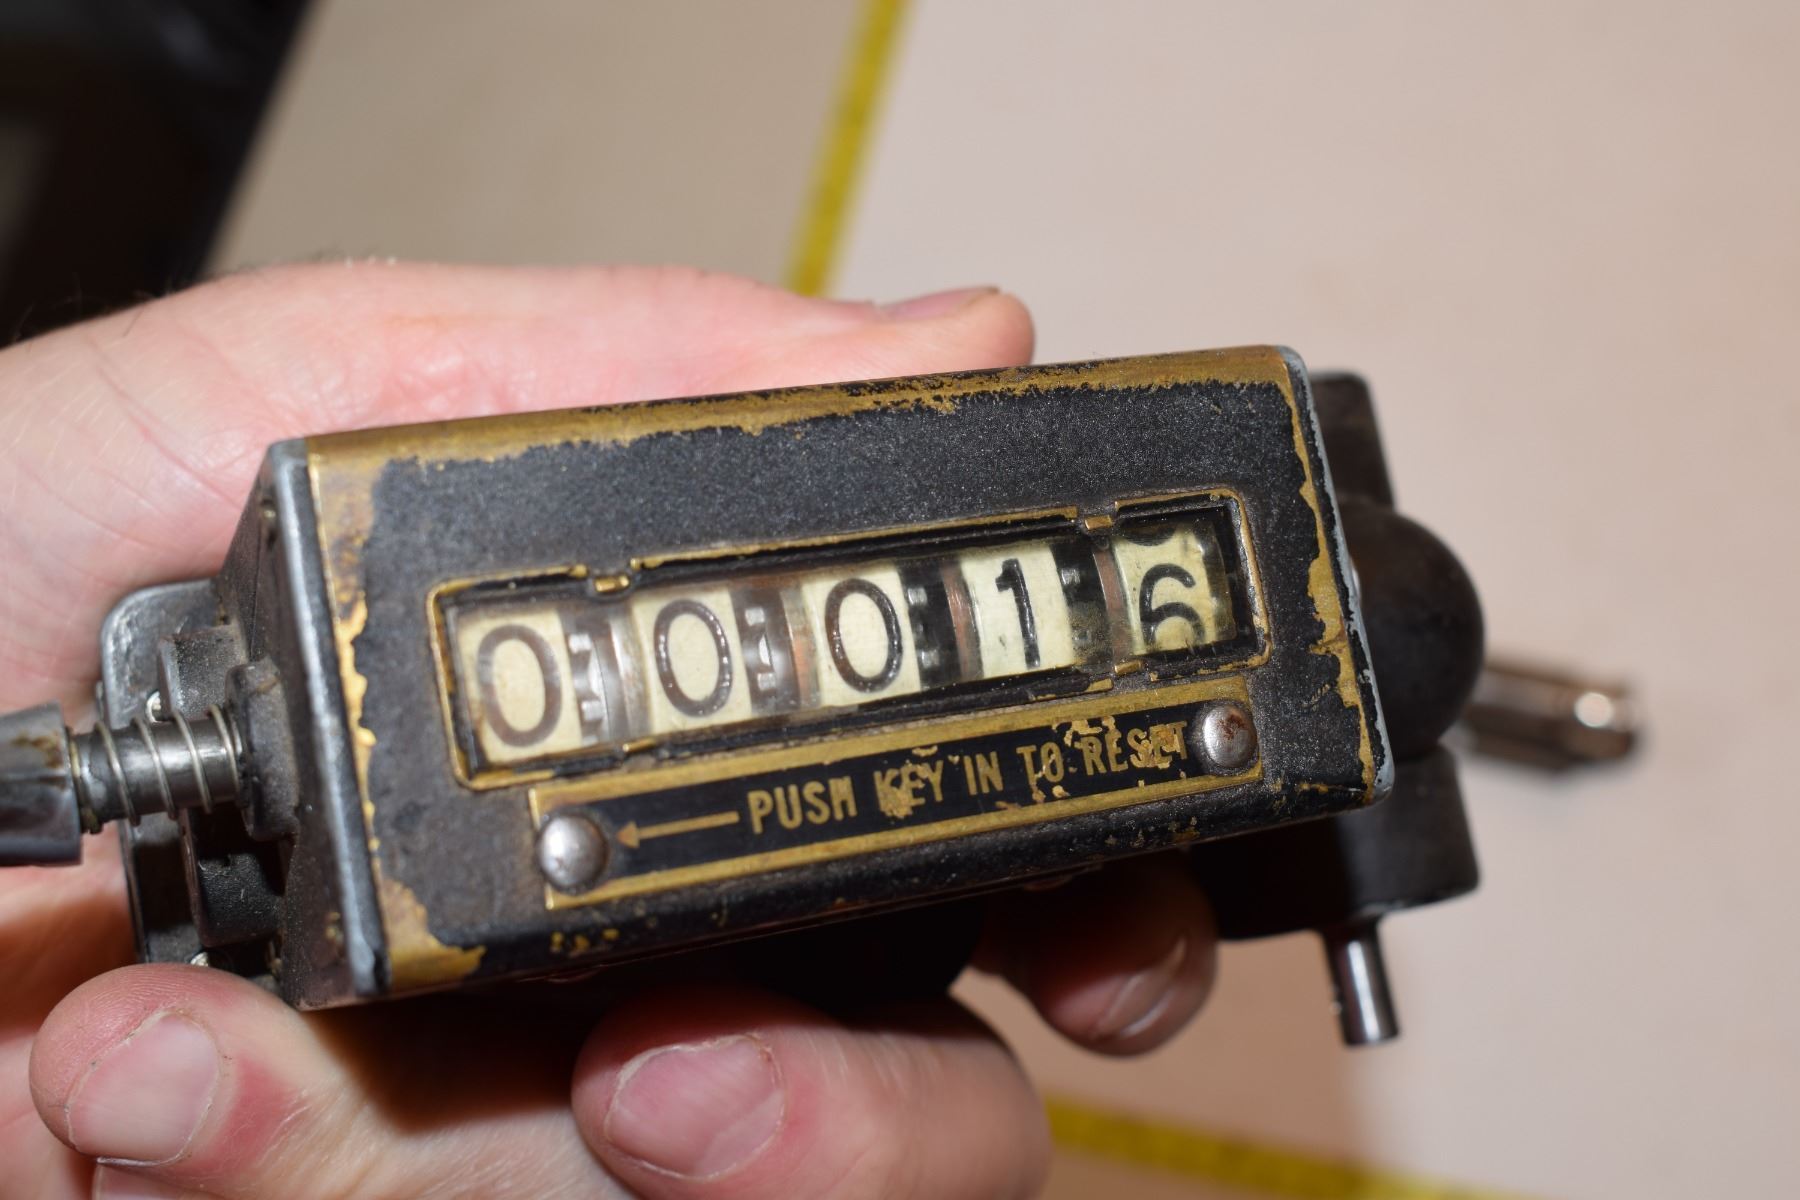 00016
← PUSH KEY IN TO RESET